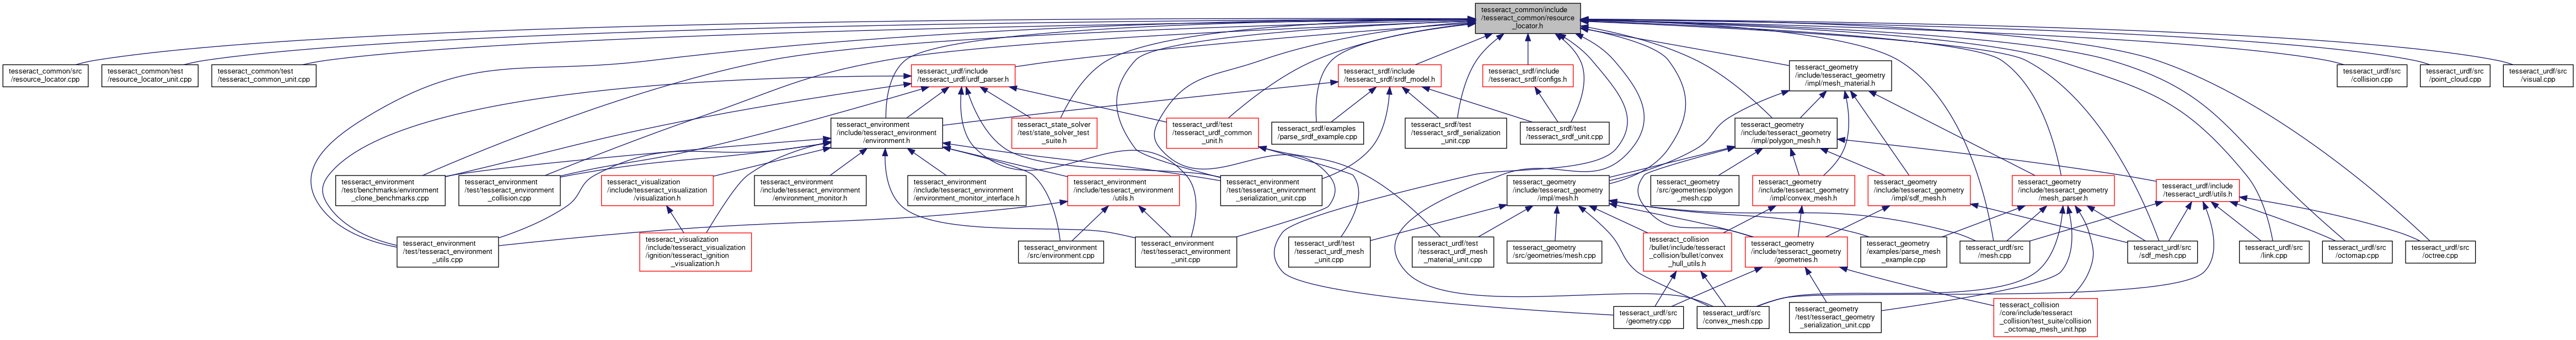 tesseract_common/include
/tesseract_common/resource
_locator.h
tesseract_common/src
/resource_locator.cpp
tesseract_common/test
/resource_locator_unit.cpp
tesseract_common/test
/tesseract_common_unit.cpp
tesseract_urdf/include
/tesseract_urdf/urdf_parser.h
tesseract_srdf/include
/tesseract_srdf/srdf_model.h
tesseract_srdf/include
/tesseract_srdf/configs.h
tesseract_geometry
/include/tesseract_geometry
/impl/mesh_material.h
tesseract_urdf/src
/collision.cpp
tesseract_urdf/src
/point_cloud.cpp
tesseract_urdf/src
/visual.cpp
tesseract_environment
/include/tesseract_environment
/environment.h
tesseract_state_solver
/test/state_solver_test
_suite.h
tesseract_urdf/test
/tesseract_urdf_common
_unit.h
tesseract_srdf/examples
/parse_srdf_example.cpp
tesseract_srdf/test
/tesseract_srdf_serialization
_unit.cpp
tesseract_srdf/test
/tesseract_srdf_unit.cpp
tesseract_geometry
/include/tesseract_geometry
/impl/polygon_mesh.h
tesseract_environment
/test/benchmarks/environment
_clone_benchmarks.cpp
tesseract_environment
/test/tesseract_environment
_collision.cpp
tesseract_visualization
/include/tesseract_visualization
/visualization.h
tesseract_environment
/include/tesseract_environment
/environment_monitor.h
tesseract_environment
/include/tesseract_environment
/environment_monitor_interface.h
tesseract_environment
/include/tesseract_environment
/utils.h
tesseract_environment
/test/tesseract_environment
_serialization_unit.cpp
tesseract_geometry
/include/tesseract_geometry
/impl/mesh.h
tesseract_geometry
/src/geometries/polygon
_mesh.cpp
tesseract_geometry
/include/tesseract_geometry
/impl/convex_mesh.h
tesseract_geometry
/include/tesseract_geometry
/impl/sdf_mesh.h
tesseract_geometry
/include/tesseract_geometry
/mesh_parser.h
tesseract_urdf/include
/tesseract_urdf/utils.h
tesseract_environment
/test/tesseract_environment
_utils.cpp
tesseract_visualization
/include/tesseract_visualization
/ignition/tesseract_ignition
_visualization.h
tesseract_environment
/src/environment.cpp
tesseract_environment
/test/tesseract_environment
_unit.cpp
tesseract_urdf/test
/tesseract_urdf_mesh
_unit.cpp
tesseract_urdf/test
/tesseract_urdf_mesh
_material_unit.cpp
tesseract_geometry
/src/geometries/mesh.cpp
tesseract_collision
/bullet/include/tesseract
_collision/bullet/convex
_hull_utils.h
tesseract_geometry
/include/tesseract_geometry
/geometries.h
tesseract_geometry
/examples/parse_mesh
_example.cpp
tesseract_urdf/src
/mesh.cpp
tesseract_urdf/src
/sdf_mesh.cpp
tesseract_urdf/src
/link.cpp
tesseract_urdf/src
/octomap.cpp
tesseract_urdf/src
/octree.cpp
tesseract_urdf/src
/geometry.cpp
tesseract_urdf/src
/convex_mesh.cpp
tesseract_geometry
/test/tesseract_geometry
_serialization_unit.cpp
tesseract_collision
/core/include/tesseract
_collision/test_suite/collision
_octomap_mesh_unit.hpp